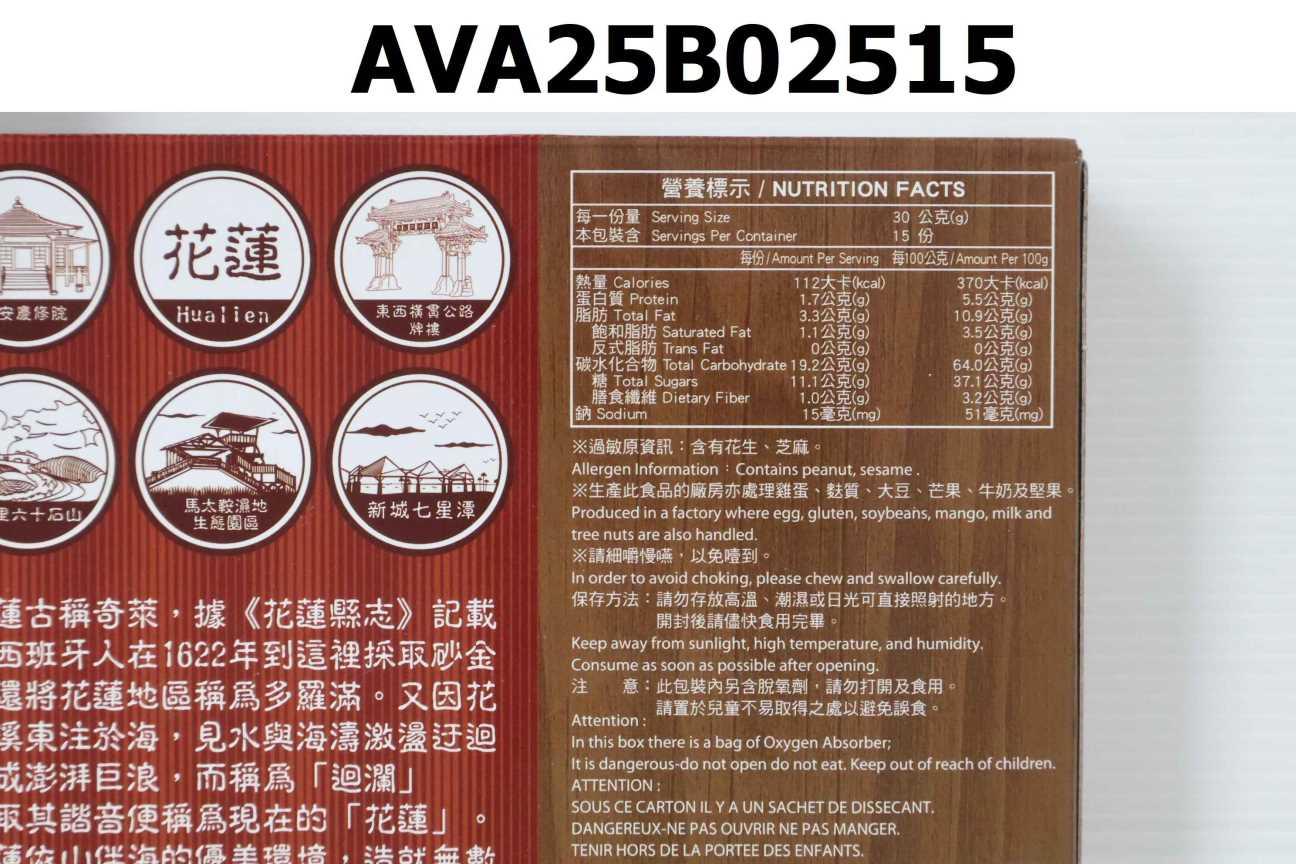 AVA25B02515
安慶修院
花蓮
Hualien
東西橫貫公路
牌樓
六十石山
馬太鞍濕地
生態園區
新城七星潭
蓮古稱奇萊，據《花蓮縣志》記載
西班牙人在1622年到這裡採取砂金
還將花蓮地區稱為多羅滿。又因花
溪東注於海，見水與海濤激盪迂迴
成澎湃巨浪，而稱為「迴瀾」
取其諧音便稱為現在的「花蓮」。
蓮依山伴海的優美環境，造就無數
營養標示 / NUTRITION FACTS
每一份量 Serving Size 30 公克(g)
本包裝含 Servings Per Container 15 份
每份/Amount Per Serving 每100公克/Amount Per 100g
熱量 Calories 112大卡(kcal) 370大卡(kcal)
蛋白質 Protein 1.7公克(g) 5.5公克(g)
脂肪 Total Fat 3.3公克(g) 10.9公克(g)
飽和脂肪 Saturated Fat 1.1公克(g) 3.5公克(g)
反式脂肪 Trans Fat 0公克(g) 0公克(g)
碳水化合物 Total Carbohydrate 19.2公克(g) 64.0公克(g)
糖 Total Sugars 11.1公克(g) 37.1公克(g)
膳食纖維 Dietary Fiber 1.0公克(g) 3.2公克(g)
鈉 Sodium 15毫克(mg) 51毫克(mg)
※過敏原資訊：含有花生、芝麻。
Allergen Information：Contains peanut, sesame .
※生產此食品的廠房亦處理雞蛋、麩質、大豆、芒果、牛奶及堅果。
Produced in a factory where egg, gluten, soybeans, mango, milk and
tree nuts are also handled.
※請細嚼慢嚥，以免噎到。
In order to avoid choking, please chew and swallow carefully.
保存方法：請勿存放高溫、潮濕或日光可直接照射的地方。
開封後請儘快食用完畢。
Keep away from sunlight, high temperature, and humidity.
Consume as soon as possible after opening.
注 意：此包裝內另含脫氧劑，請勿打開及食用。
請置於兒童不易取得之處以避免誤食。
Attention :
In this box there is a bag of Oxygen Absorber;
It is dangerous-do not open do not eat. Keep out of reach of children.
ATTENTION :
SOUS CE CARTON IL Y A UN SACHET DE DISSECANT.
DANGEREUX-NE PAS OUVRIR NE PAS MANGER.
TENIR HORS DE LA PORTEE DES ENFANTS.